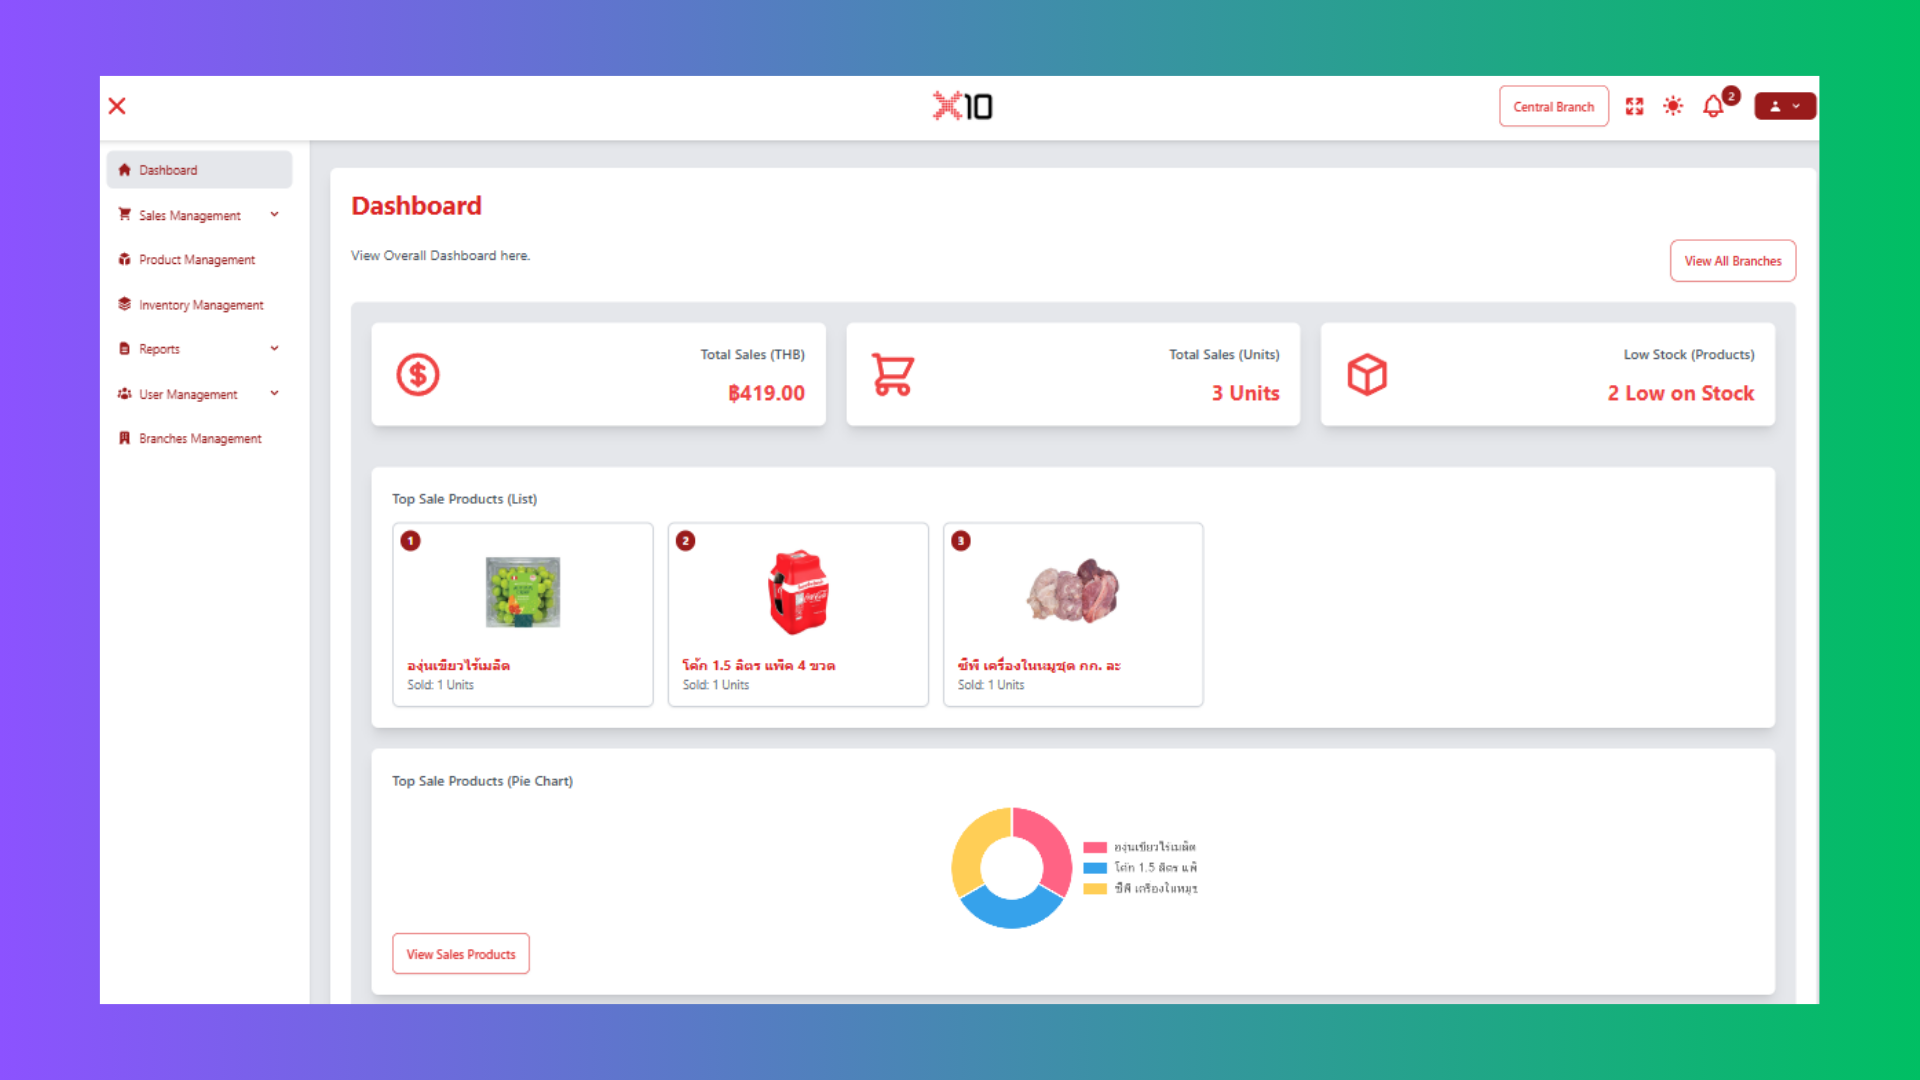 X10
Central Branch
2
Dashboard
Sales Management
Product Management
Inventory Management
Reports
User Management
Branches Management
Dashboard
View Overall Dashboard here.
View All Branches
Total Sales (THB)
฿419.00
Total Sales (Units)
3 Units
Low Stock (Products)
2 Low on Stock
Top Sale Products (List)
1
องุ่นเขียวไร้เมล็ด
Sold: 1 Units
2
โค้ก 1.5 ลิตร แพ็ค 4 ขวด
Sold: 1 Units
3
ซีพี เครื่องในหมูชุด กก. ละ
Sold: 1 Units
Top Sale Products (Pie Chart)
องุ่นเขียวไร้เมล็ด
โค้ก 1.5 ลิตร แพ็
ซีพี เครื่องในหมูช
View Sales Products